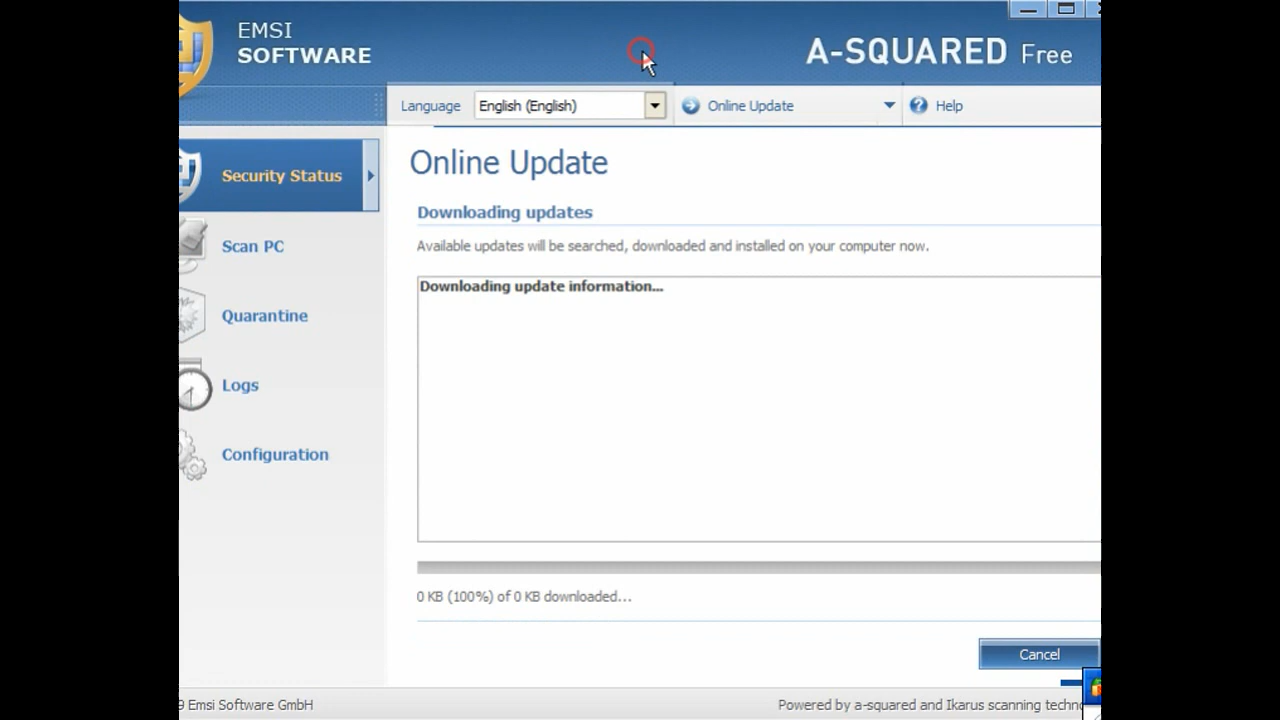 EMSI
SOFTWARE
A-SQUARED Free
Language English (English) Online Update Help
Online Update
Security Status
Downloading updates
Scan PC
Available updates will be searched, downloaded and installed on your computer now.
Downloading update information...
Quarantine
Logs
Configuration
0 KB (100%) of 0 KB downloaded...
Cancel
9 Emsi Software GmbH
Powered by a-squared and Ikarus scanning